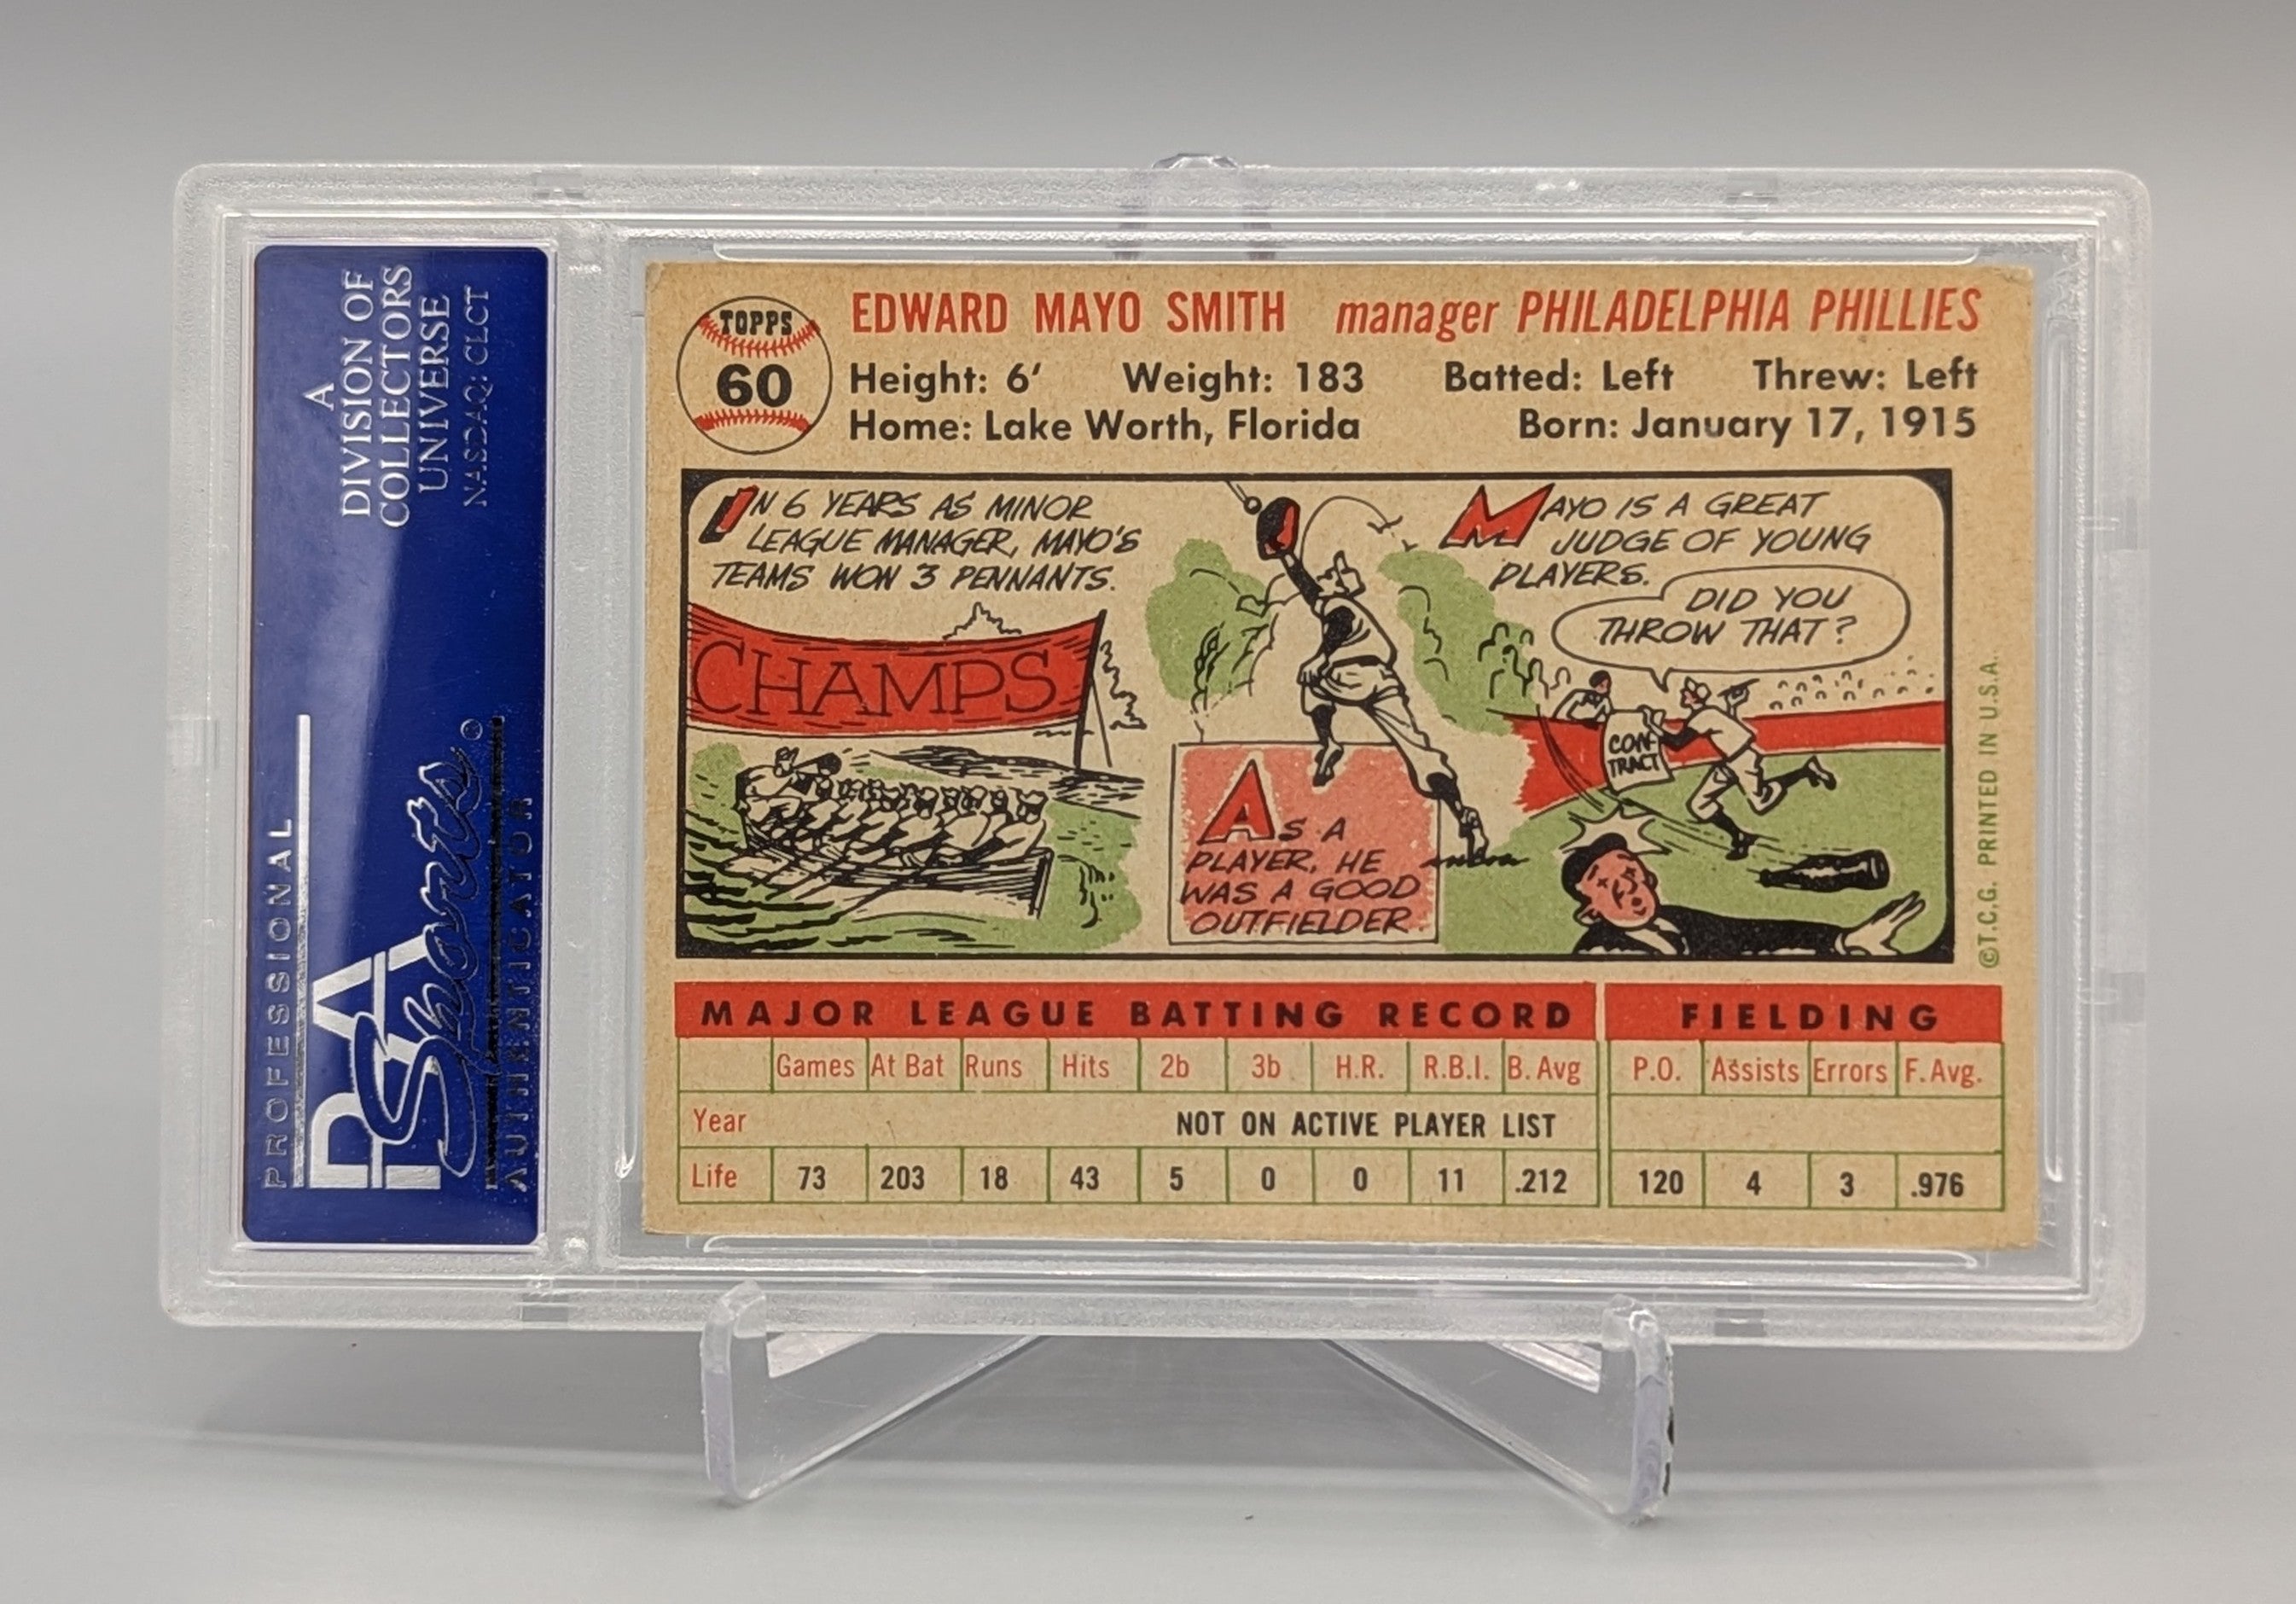 A
DIVISION OF
COLLECTORS
UNIVERSE
NASDAQ: CLCT
PROFESSIONAL
PSA
Sports®
AUTHENTICATOR
TOPPS
60
EDWARD MAYO SMITH manager PHILADELPHIA PHILLIES
Height: 6' Weight: 183 Batted: Left Threw: Left
Home: Lake Worth, Florida Born: January 17, 1915
IN 6 YEARS AS MINOR
LEAGUE MANAGER, MAYO'S
TEAMS WON 3 PENNANTS.
CHAMPS
AS A
PLAYER, HE
WAS A GOOD
OUTFIELDER.
MAYO IS A GREAT
JUDGE OF YOUNG
PLAYERS.
DID YOU
THROW THAT?
CON-
TRACT
©T.C.G. PRINTED IN U.S.A.
MAJOR LEAGUE BATTING RECORD FIELDING
Games At Bat Runs Hits 2b 3b H.R. R.B.I. B. Avg P.O. Assists Errors F. Avg.
Year NOT ON ACTIVE PLAYER LIST
Life 73 203 18 43 5 0 0 11 .212 120 4 3 .976